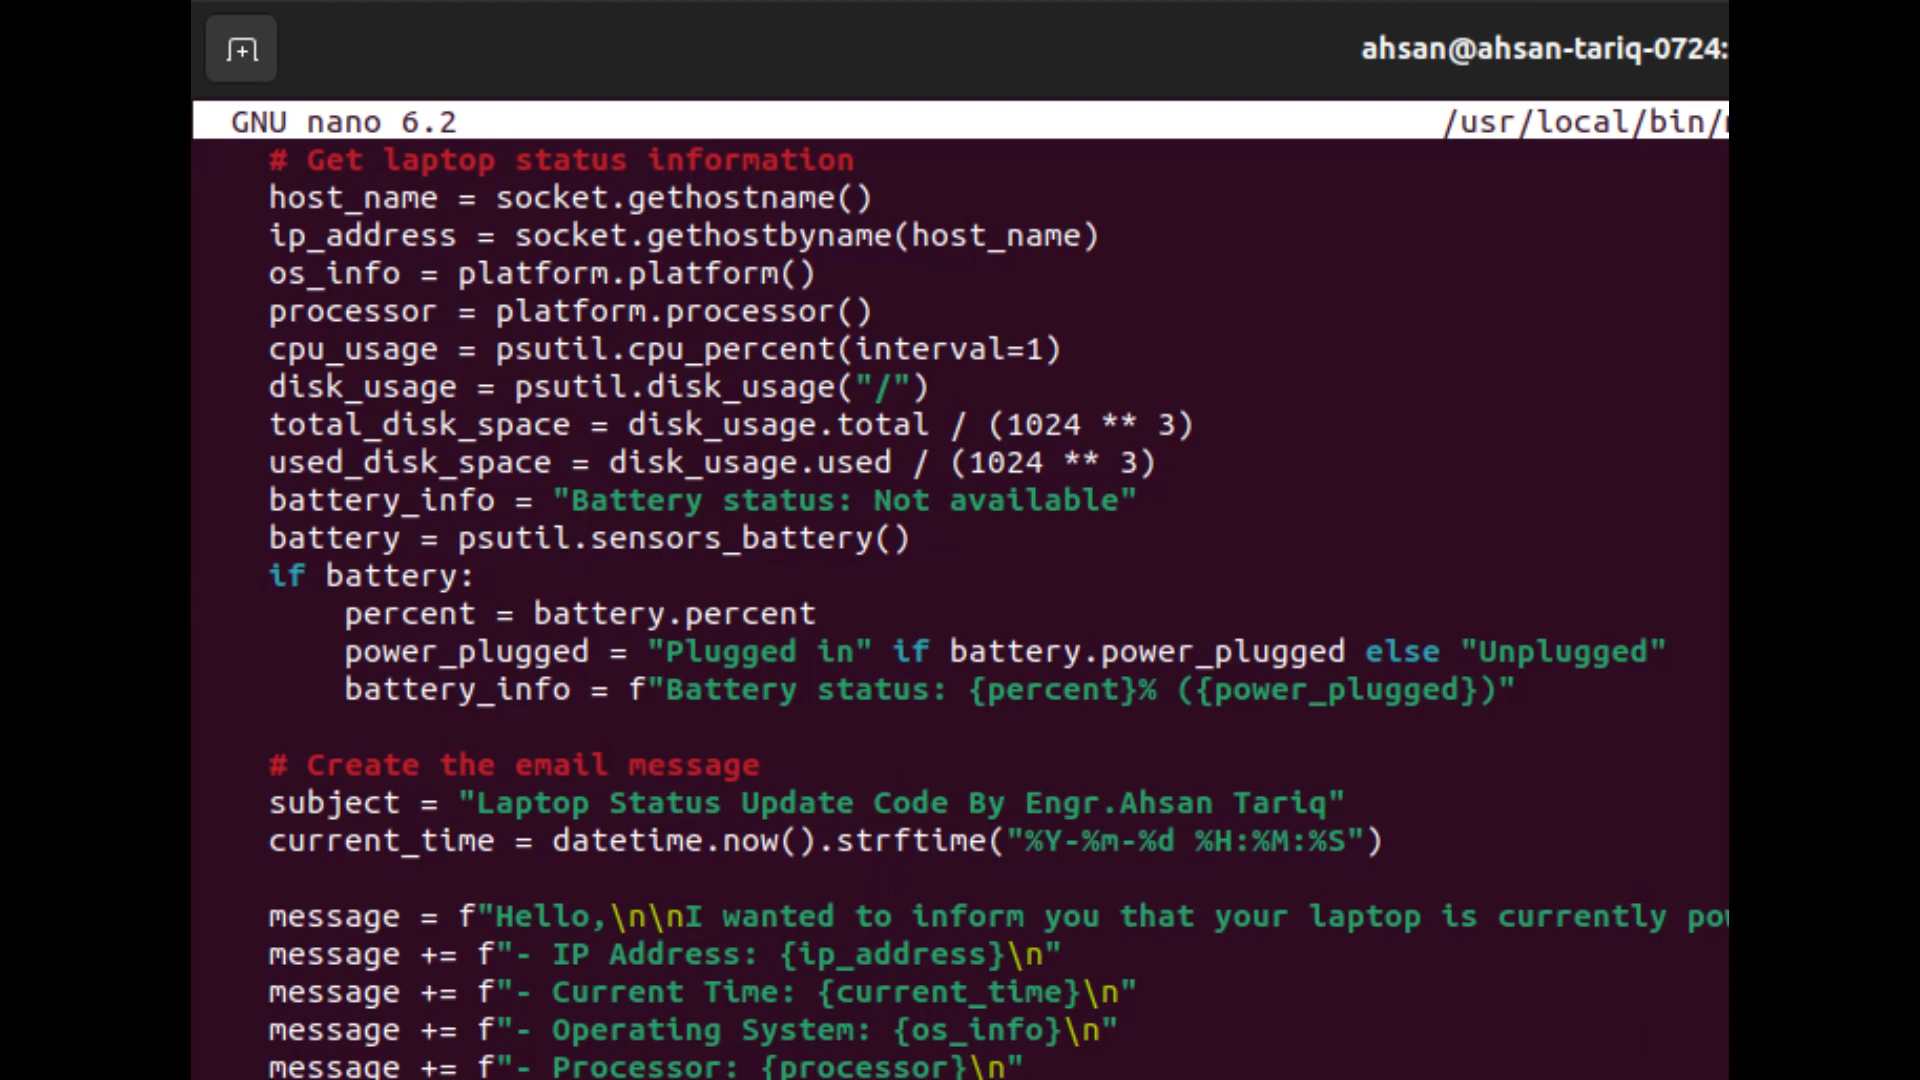 ahsan@ahsan-tariq-0724:
GNU nano 6.2 /usr/local/bin/
# Get laptop status information
host_name = socket.gethostname()
ip_address = socket.gethostbyname(host_name)
os_info = platform.platform()
processor = platform.processor()
cpu_usage = psutil.cpu_percent(interval=1)
disk_usage = psutil.disk_usage("/")
total_disk_space = disk_usage.total / (1024 ** 3)
used_disk_space = disk_usage.used / (1024 ** 3)
battery_info = "Battery status: Not available"
battery = psutil.sensors_battery()
if battery:
    percent = battery.percent
    power_plugged = "Plugged in" if battery.power_plugged else "Unplugged"
    battery_info = f"Battery status: {percent}% ({power_plugged})"
# Create the email message
subject = "Laptop Status Update Code By Engr.Ahsan Tariq"
current_time = datetime.now().strftime("%Y-%m-%d %H:%M:%S")
message = f"Hello,\n\nI wanted to inform you that your laptop is currently
message += f"- IP Address: {ip_address}\n"
message += f"- Current Time: {current_time}\n"
message += f"- Operating System: {os_info}\n"
message += f"- Processor: {processor}\n"